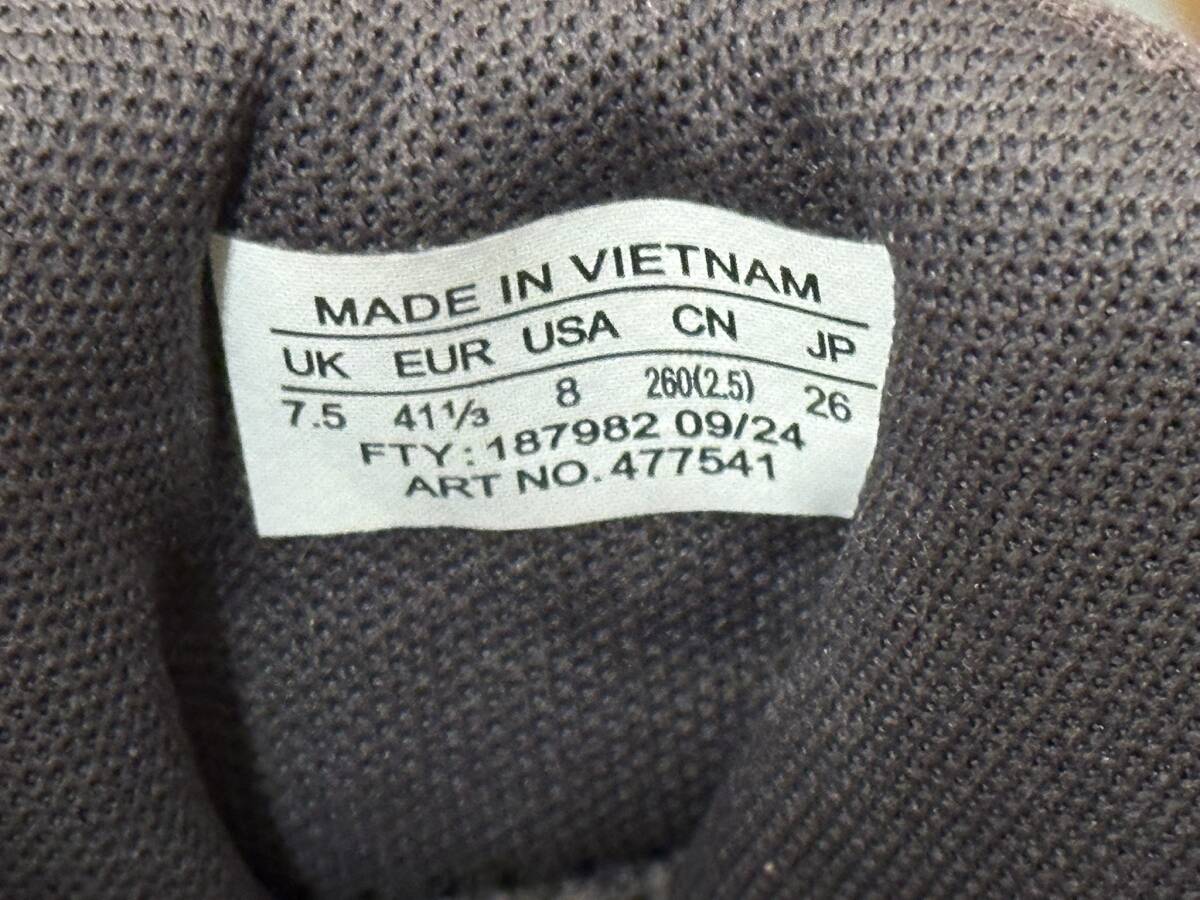 MADE IN VIETNAM
UK EUR USA CN JP
7.5 41⅓ 8 260(2.5) 26
FTY: 187982 09/24
ART NO. 477541